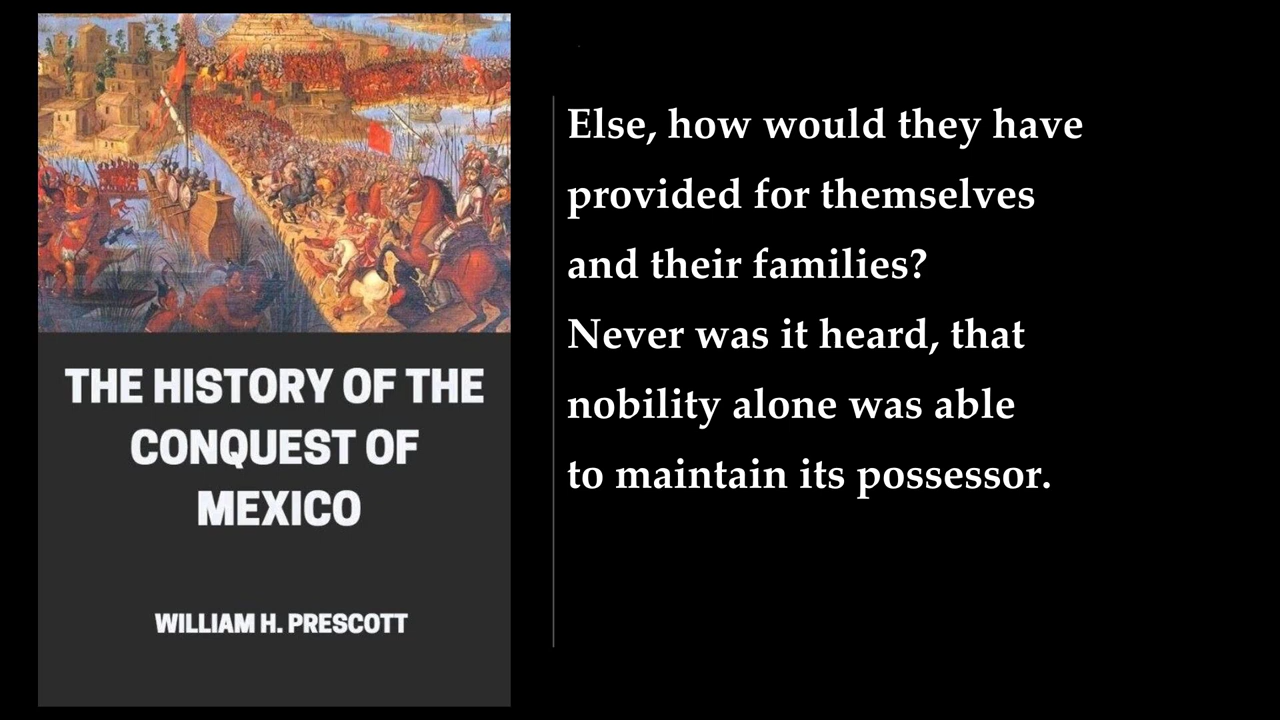 THE HISTORY OF THE
CONQUEST OF
MEXICO
WILLIAM H. PRESCOTT
Else, how would they have
provided for themselves
and their families?
Never was it heard, that
nobility alone was able
to maintain its possessor.